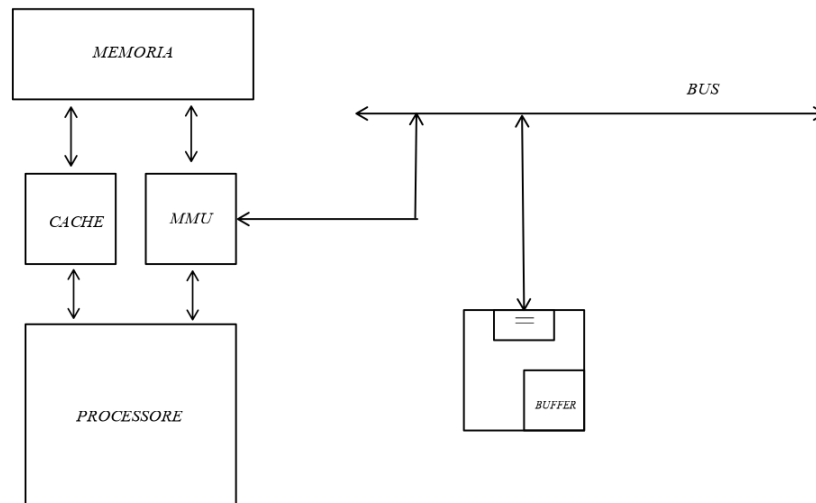 MEMORIA
BUS
CACHE
MMU
PROCESSORE
BUFFER